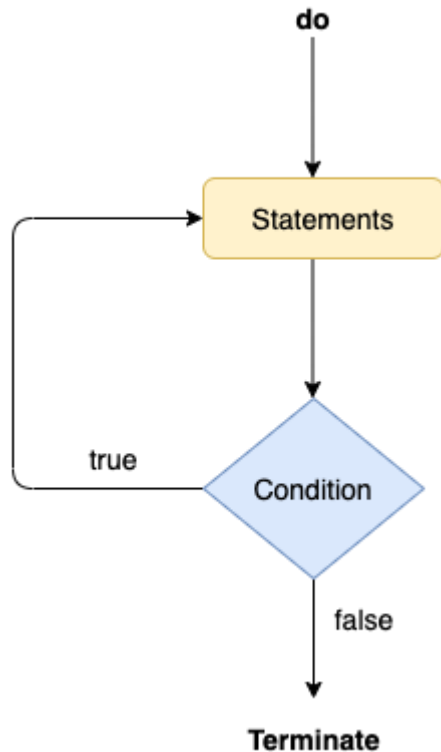 do
Statements
true
Condition
false
Terminate